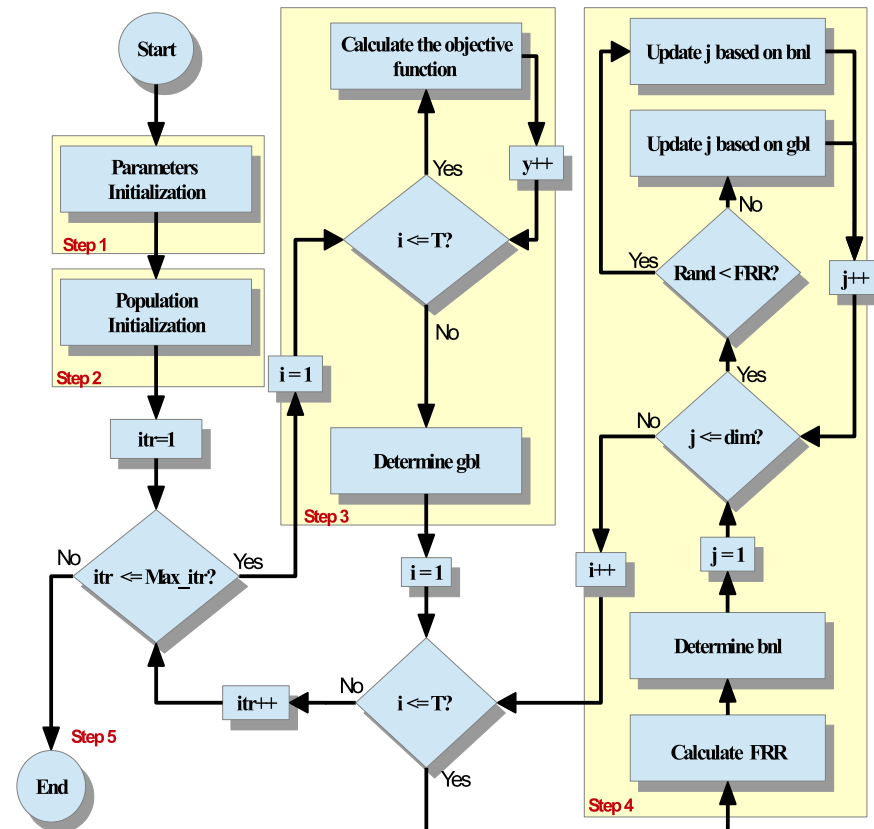 Start
Parameters
Initialization
Step 1
Population
Initialization
Step 2
itr=1
itr <= Max_itr?
No
Yes
Step 5
End
Calculate the objective
function
Yes
y++
i <= T?
No
i = 1
Determine gbl
Step 3
i = 1
i <= T?
No
itr++
Yes
Update j based on bnl
Update j based on gbl
No
Yes
Rand < FRR?
j++
Yes
No
j <= dim?
i++
j = 1
Determine bnl
Calculate FRR
Step 4